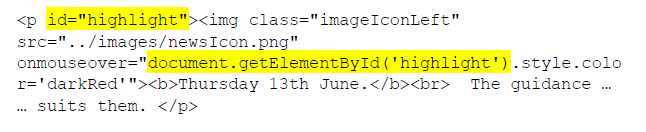 <p id="highlight"><img class="imageIconLeft"
src="../images/newsIcon.png"
onmouseover="document.getElementById('highlight').style.colo
r='darkRed'"><b>Thursday 13th June.</b><br>  The guidance …
… suits them. </p>